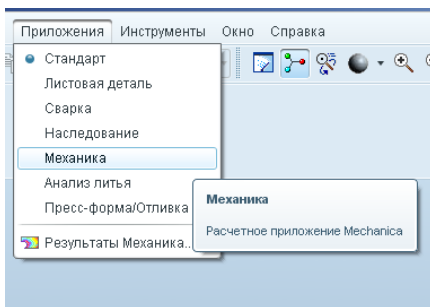 Приложения Инструменты Окно Справка
Стандарт
Листовая деталь
Сварка
Наследование
Механика
Анализ литья
Пресс-форма/Отливка
Результаты Механика...
Механика
Расчетное приложение Mechanica